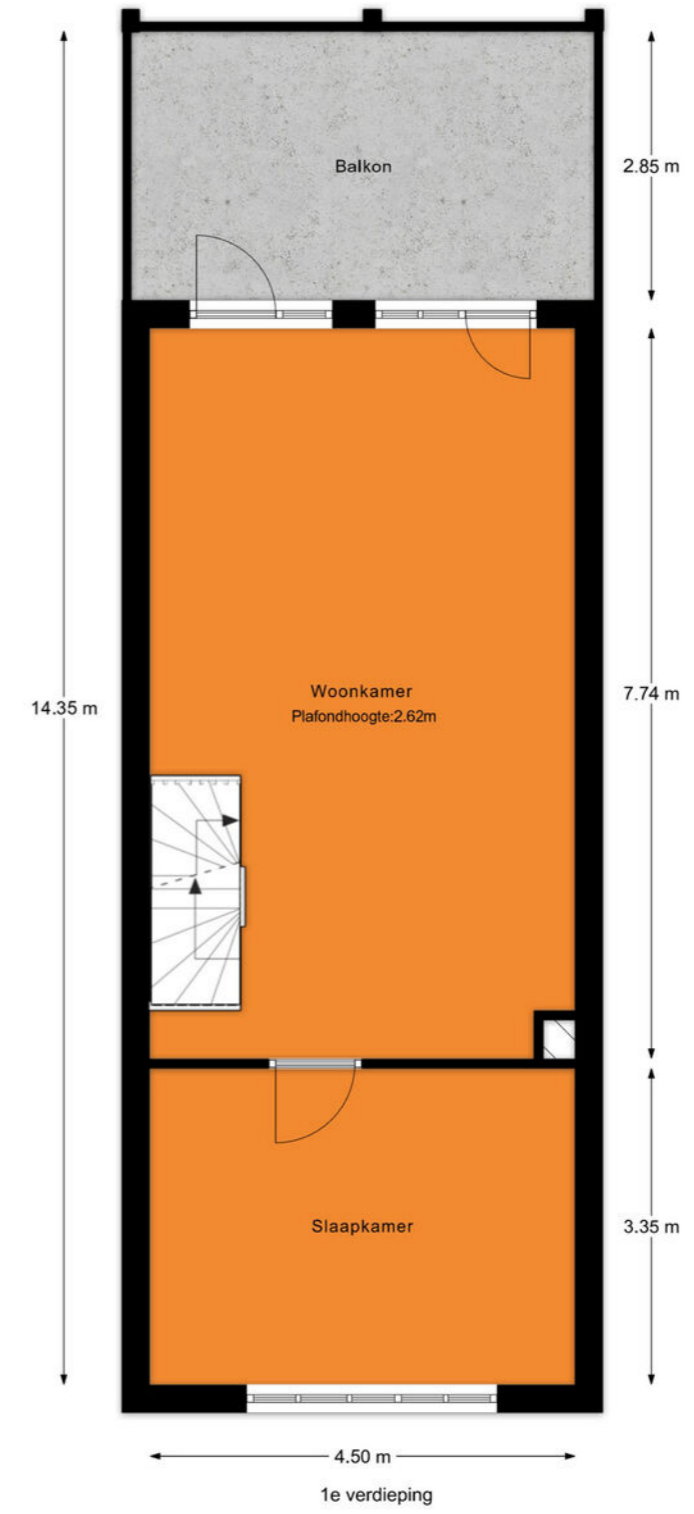 Balkon
2.85 m
Woonkamer
Plafondhoogte:2.62m
14.35 m
7.74 m
Slaapkamer
3.35 m
4.50 m
1e verdieping